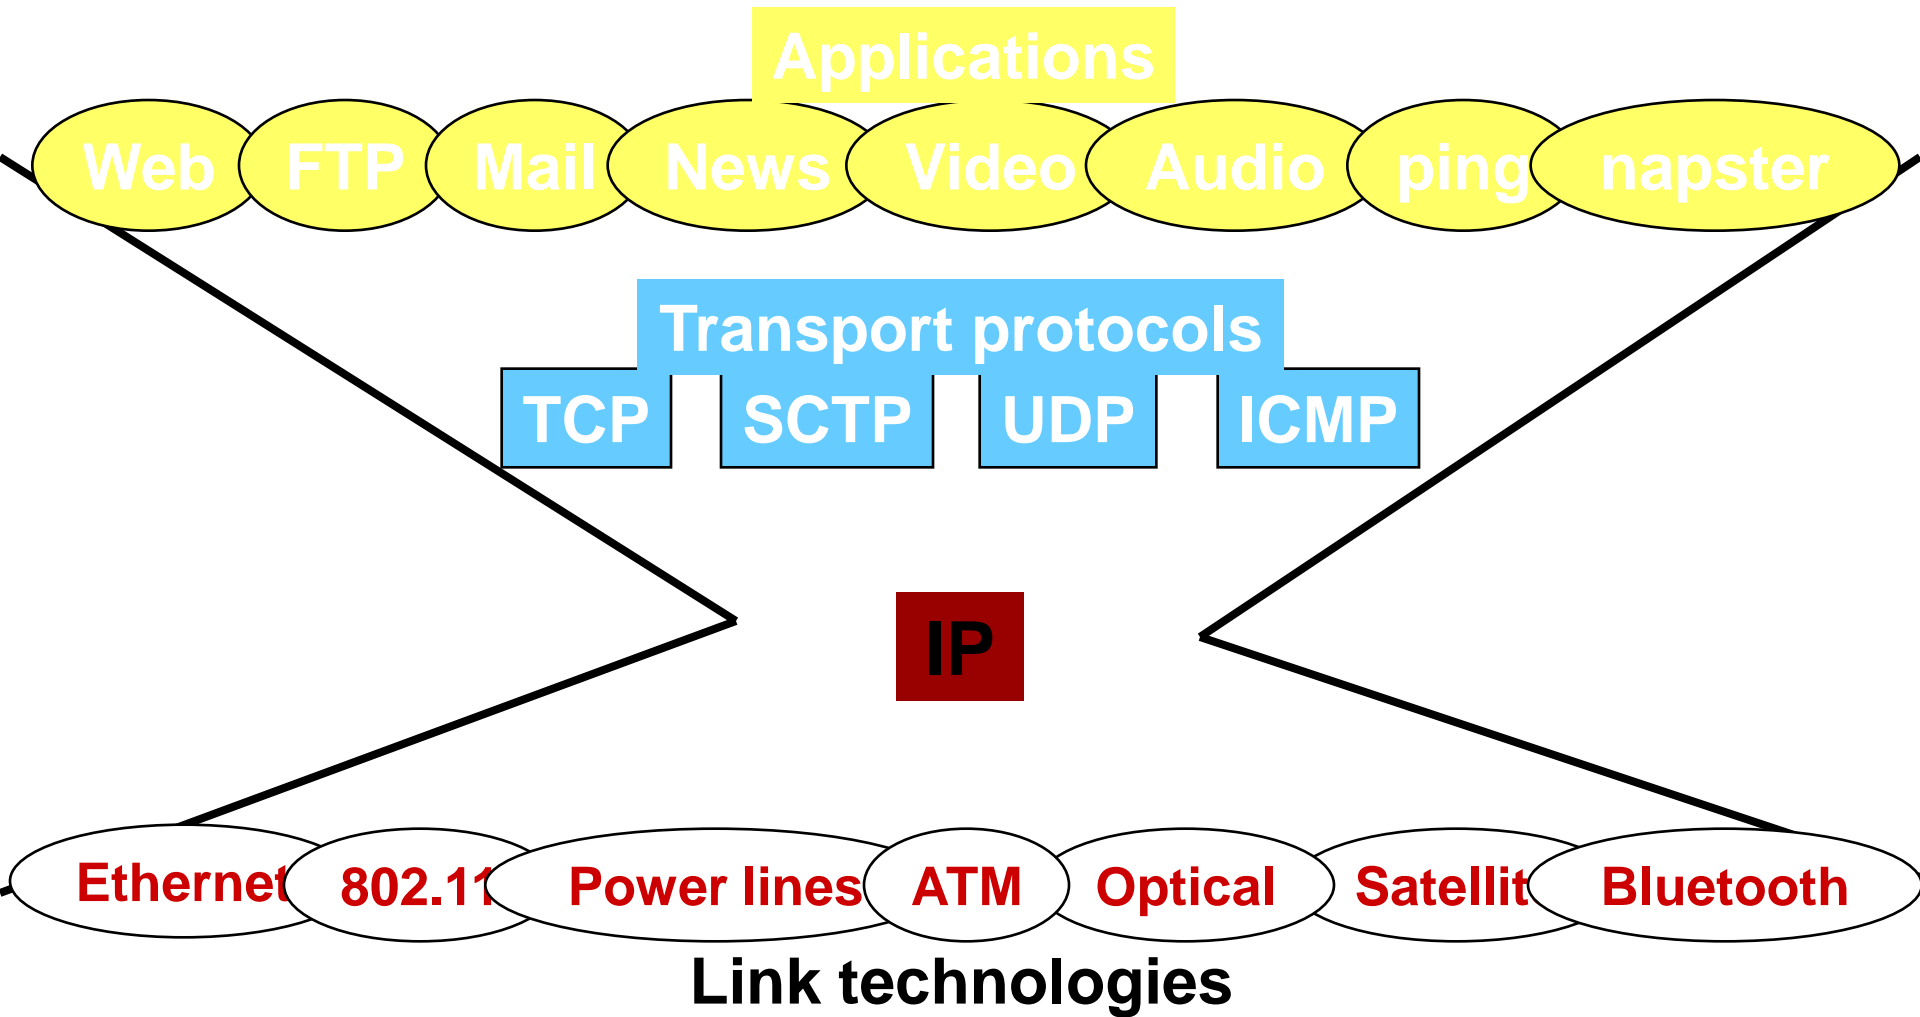 Applications
Web FTP Mail News Video Audio ping napster
Transport protocols
TCP SCTP UDP ICMP
IP
Ethernet 802.11 Power lines ATM Optical Satellit Bluetooth
Link technologies